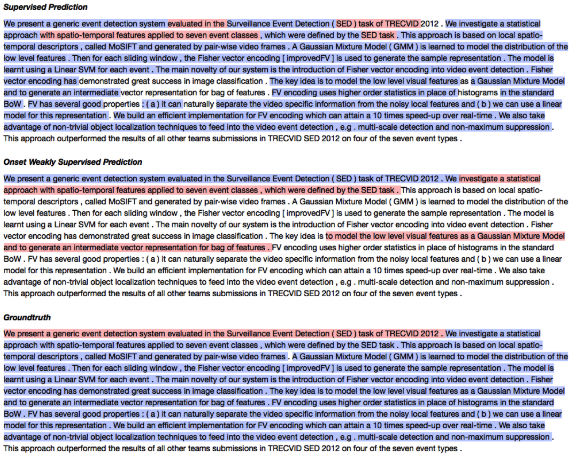 Supervised Prediction
We present a generic event detection system evaluated in the Surveillance Event Detection ( SED ) task of TRECVID 2012 . We investigate a statistical
approach with spatio-temporal features applied to seven event classes , which were defined by the SED task . This approach is based on local spatio-
temporal descriptors , called MoSIFT and generated by pair-wise video frames . A Gaussian Mixture Model ( GMM ) is learned to model the distribution of the
low level features . Then for each sliding window , the Fisher vector encoding [ improvedFV ] is used to generate the sample representation . The model is
learnt using a Linear SVM for each event . The main novelty of our system is the introduction of Fisher vector encoding into video event detection . Fisher
vector encoding has demonstrated great success in image classification . The key idea is to model the low level visual features as a Gaussian Mixture Model
and to generate an intermediate vector representation for bag of features . FV encoding uses higher order statistics in place of histograms in the standard
BoW . FV has several good properties : ( a ) it can naturally separate the video specific information from the noisy local features and ( b ) we can use a linear
model for this representation . We build an efficient implementation for FV encoding which can attain a 10 times speed-up over real-time . We also take
advantage of non-trivial object localization techniques to feed into the video event detection , e.g . multi-scale detection and non-maximum suppression .
This approach outperformed the results of all other teams submissions in TRECVID SED 2012 on four of the seven event types .
Onset Weakly Supervised Prediction
We present a generic event detection system evaluated in the Surveillance Event Detection ( SED ) task of TRECVID 2012 . We investigate a statistical
approach with spatio-temporal features applied to seven event classes , which were defined by the SED task . This approach is based on local spatio-
temporal descriptors , called MoSIFT and generated by pair-wise video frames . A Gaussian Mixture Model ( GMM ) is learned to model the distribution of the
low level features . Then for each sliding window , the Fisher vector encoding [ improvedFV ] is used to generate the sample representation . The model is
learnt using a Linear SVM for each event . The main novelty of our system is the introduction of Fisher vector encoding into video event detection . Fisher
vector encoding has demonstrated great success in image classification . The key idea is to model the low level visual features as a Gaussian Mixture Model
and to generate an intermediate vector representation for bag of features . FV encoding uses higher order statistics in place of histograms in the standard
BoW . FV has several good properties : ( a ) it can naturally separate the video specific information from the noisy local features and ( b ) we can use a linear
model for this representation . We build an efficient implementation for FV encoding which can attain a 10 times speed-up over real-time . We also take
advantage of non-trivial object localization techniques to feed into the video event detection , e.g . multi-scale detection and non-maximum suppression .
This approach outperformed the results of all other teams submissions in TRECVID SED 2012 on four of the seven event types .
Groundtruth
We present a generic event detection system evaluated in the Surveillance Event Detection ( SED ) task of TRECVID 2012 . We investigate a statistical
approach with spatio-temporal features applied to seven event classes , which were defined by the SED task . This approach is based on local spatio-
temporal descriptors , called MoSIFT and generated by pair-wise video frames . A Gaussian Mixture Model ( GMM ) is learned to model the distribution of the
low level features . Then for each sliding window , the Fisher vector encoding [ improvedFV ] is used to generate the sample representation . The model is
learnt using a Linear SVM for each event . The main novelty of our system is the introduction of Fisher vector encoding into video event detection . Fisher
vector encoding has demonstrated great success in image classification . The key idea is to model the low level visual features as a Gaussian Mixture Model
and to generate an intermediate vector representation for bag of features . FV encoding uses higher order statistics in place of histograms in the standard
BoW . FV has several good properties : ( a ) it can naturally separate the video specific information from the noisy local features and ( b ) we can use a linear
model for this representation . We build an efficient implementation for FV encoding which can attain a 10 times speed-up over real-time . We also take
advantage of non-trivial object localization techniques to feed into the video event detection , e.g . multi-scale detection and non-maximum suppression .
This approach outperformed the results of all other teams submissions in TRECVID SED 2012 on four of the seven event types .